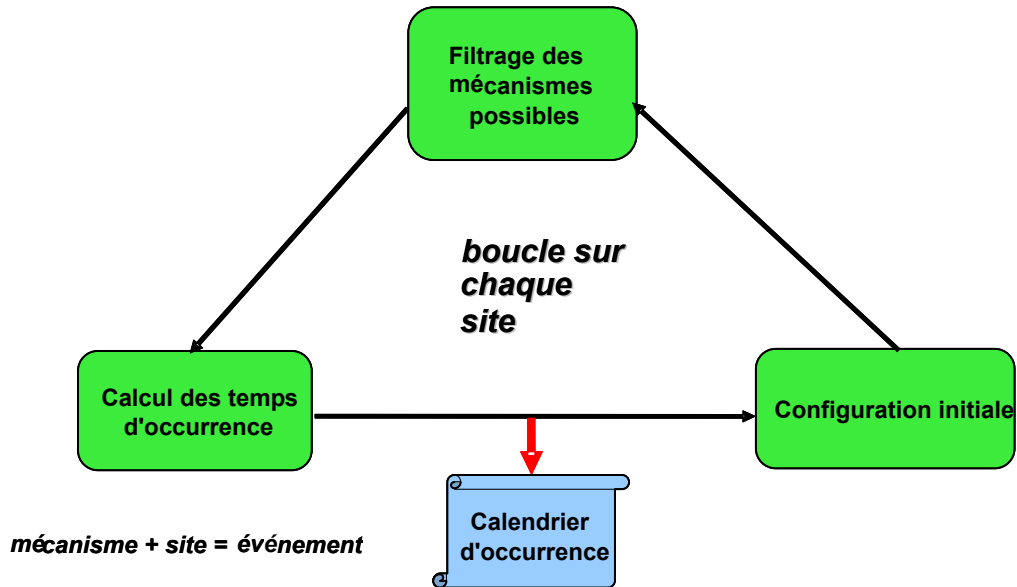 Filtrage des
mécanismes
possibles
boucle sur
chaque
site
Calcul des temps
d'occurrence
Configuration initiale
Calendrier
d'occurrence
mécanisme + site = événement